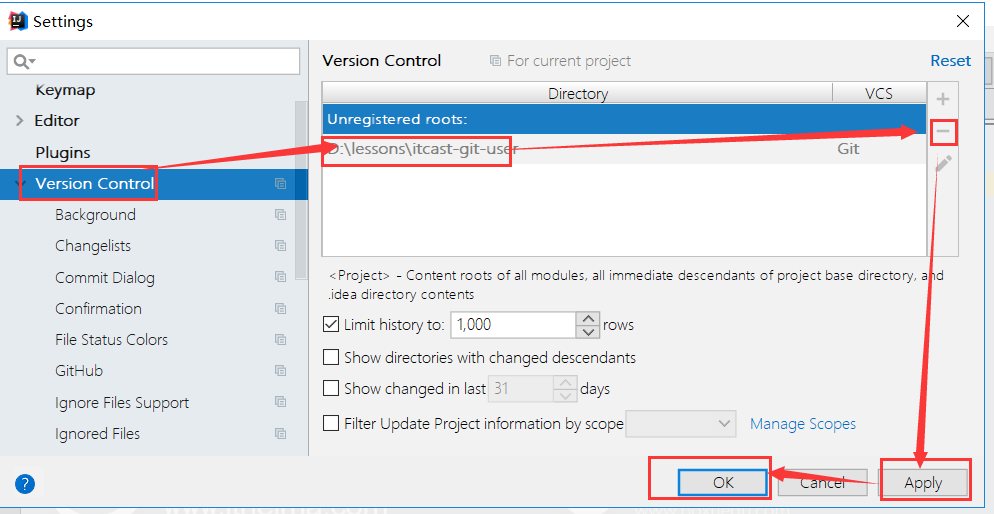 Settings
Keymap
Editor
Plugins
Version Control
Background
Changelists
Commit Dialog
Confirmation
File Status Colors
GitHub
Ignore Files Support
Ignored Files
Version Control For current project Reset
Directory VCS
Unregistered roots:
D:\lessons\itcast-git-user Git
<Project> - Content roots of all modules, all immediate descendants of project base directory, and
.idea directory contents
Limit history to: 1,000 rows
Show directories with changed descendants
Show changed in last 31 days
Filter Update Project information by scope Manage Scopes
? OK Cancel Apply